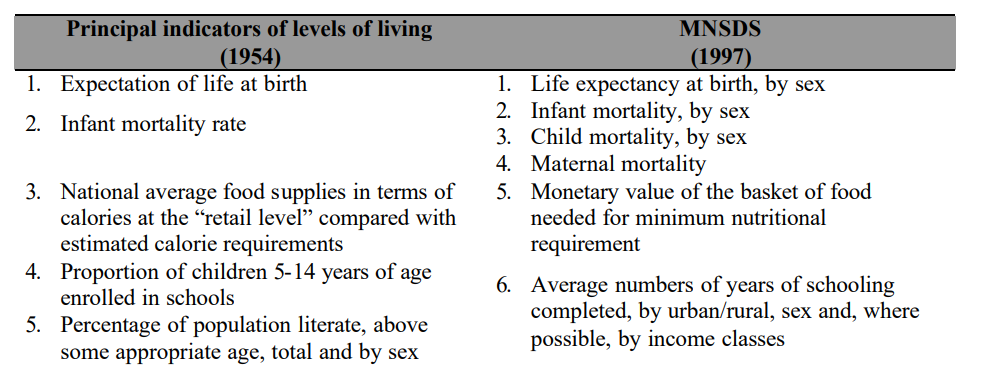 Principal indicators of levels of living
(1954)
MNSDS
(1997)
1. Expectation of life at birth
2. Infant mortality rate
3. National average food supplies in terms of
calories at the “retail level” compared with
estimated calorie requirements
4. Proportion of children 5-14 years of age
enrolled in schools
5. Percentage of population literate, above
some appropriate age, total and by sex
1. Life expectancy at birth, by sex
2. Infant mortality, by sex
3. Child mortality, by sex
4. Maternal mortality
5. Monetary value of the basket of food
needed for minimum nutritional
requirement
6. Average numbers of years of schooling
completed, by urban/rural, sex and, where
possible, by income classes